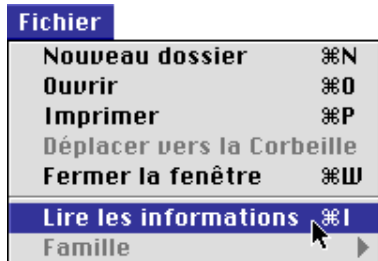 Fichier
Nouveau dossier ⌘N
Ouvrir ⌘O
Imprimer ⌘P
Déplacer vers la Corbeille
Fermer la fenêtre ⌘W
Lire les informations ⌘I
Famille